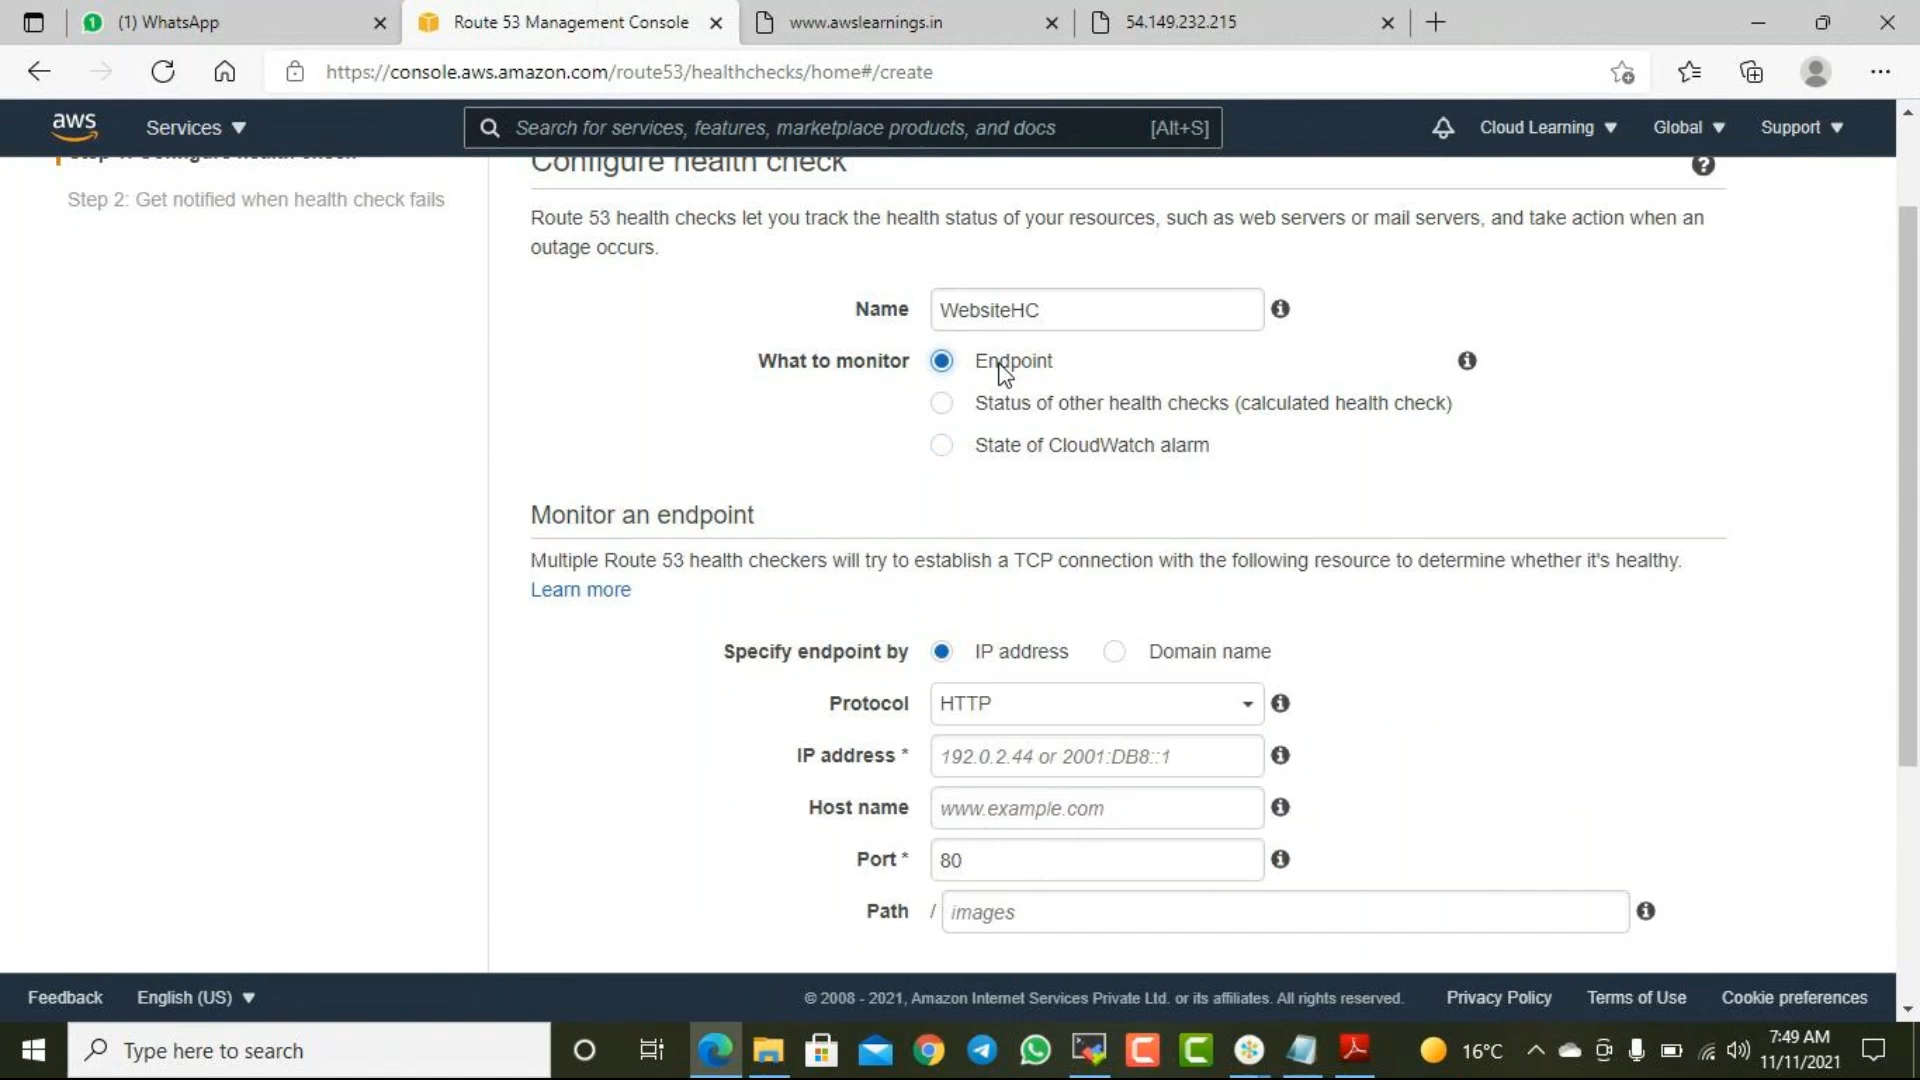 (1) WhatsApp
Route 53 Management Console
www.awslearnings.in
54.149.232.215
https://console.aws.amazon.com/route53/healthchecks/home#/create
aws
Services
Search for services, features, marketplace products, and docs
[Alt+S]
Cloud Learning
Global
Support
Step 1: Configure health check
Step 2: Get notified when health check fails
Configure health check
Route 53 health checks let you track the health status of your resources, such as web servers or mail servers, and take action when an
outage occurs.
Name
WebsiteHC
What to monitor
Endpoint
Status of other health checks (calculated health check)
State of CloudWatch alarm
Monitor an endpoint
Multiple Route 53 health checkers will try to establish a TCP connection with the following resource to determine whether it's healthy.
Learn more
Specify endpoint by
IP address
Domain name
Protocol
HTTP
IP address *
192.0.2.44 or 2001:DB8::1
Host name
www.example.com
Port *
80
Path
/
images
Feedback
English (US)
© 2008 - 2021, Amazon Internet Services Private Ltd. or its affiliates. All rights reserved.
Privacy Policy
Terms of Use
Cookie preferences
Type here to search
16°C
7:49 AM
11/11/2021